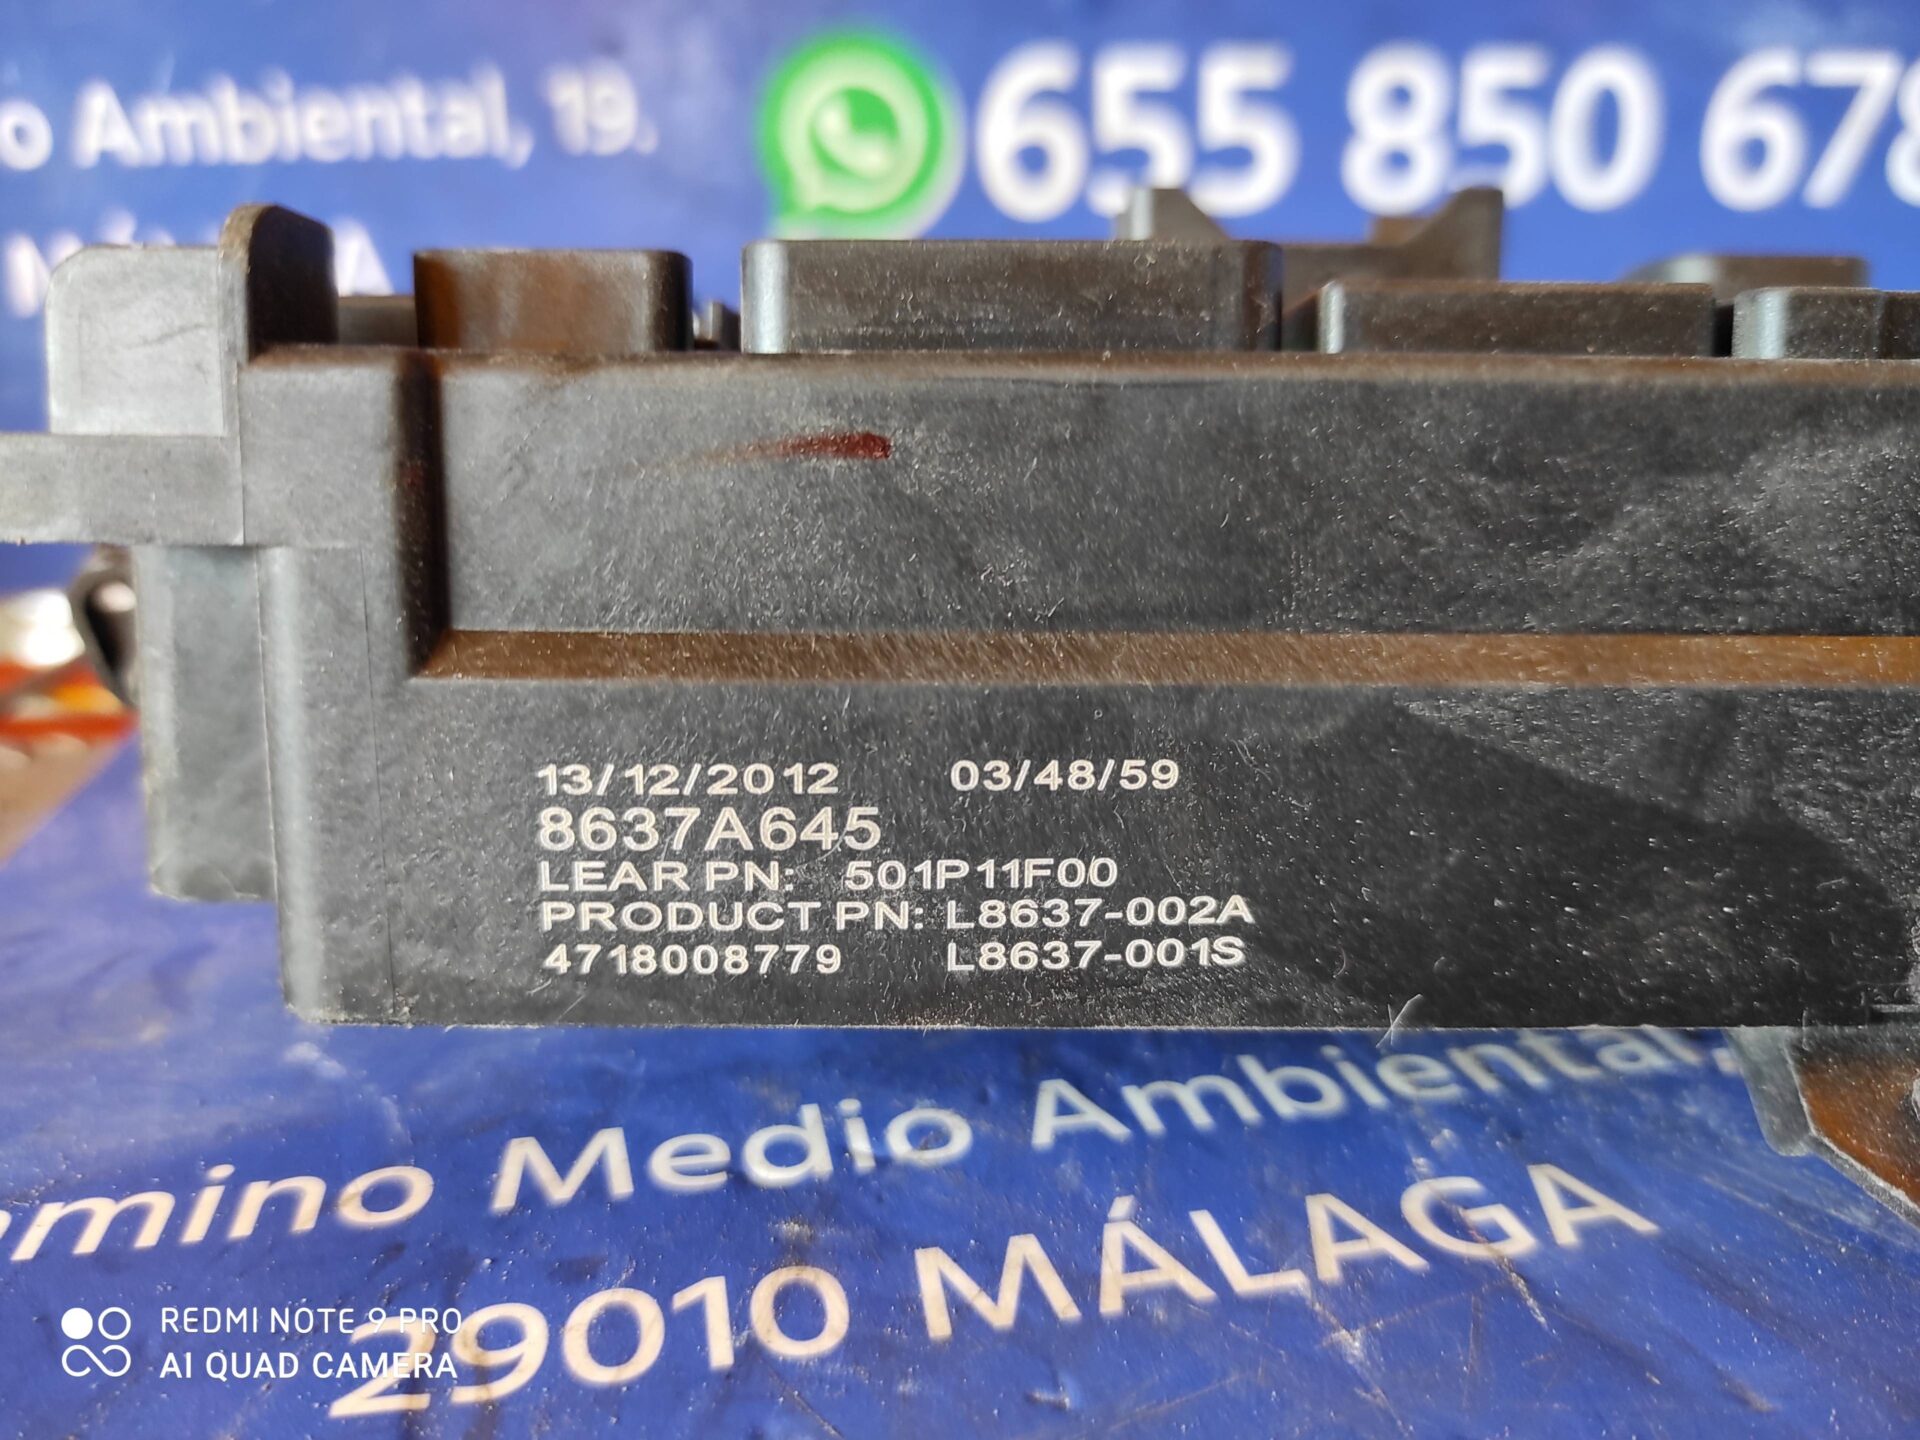 o Ambiental, 19.
655 850 678
13/12/2012 03/48/59
8637A645
LEAR PN: 501P11F00
PRODUCT PN: L8637-002A
4718008779 L8637-001S
amino Medio Ambiental,
29010 MÁLAGA
REDMI NOTE 9 PRO
AI QUAD CAMERA